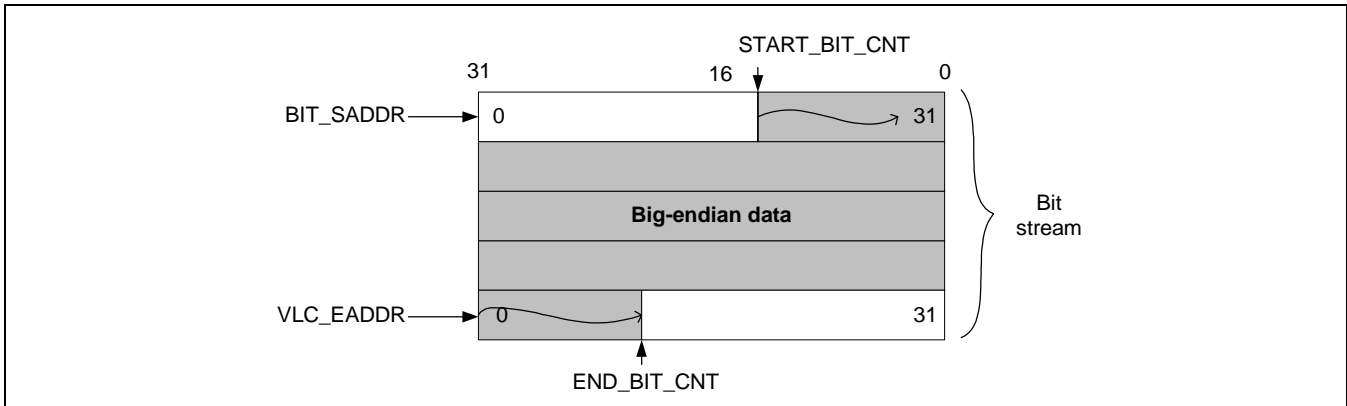 START_BIT_CNT
31 16 0
BIT_SADDR 0 31
Big-endian data
Bit
stream
VLC_EADDR 0 31
END_BIT_CNT